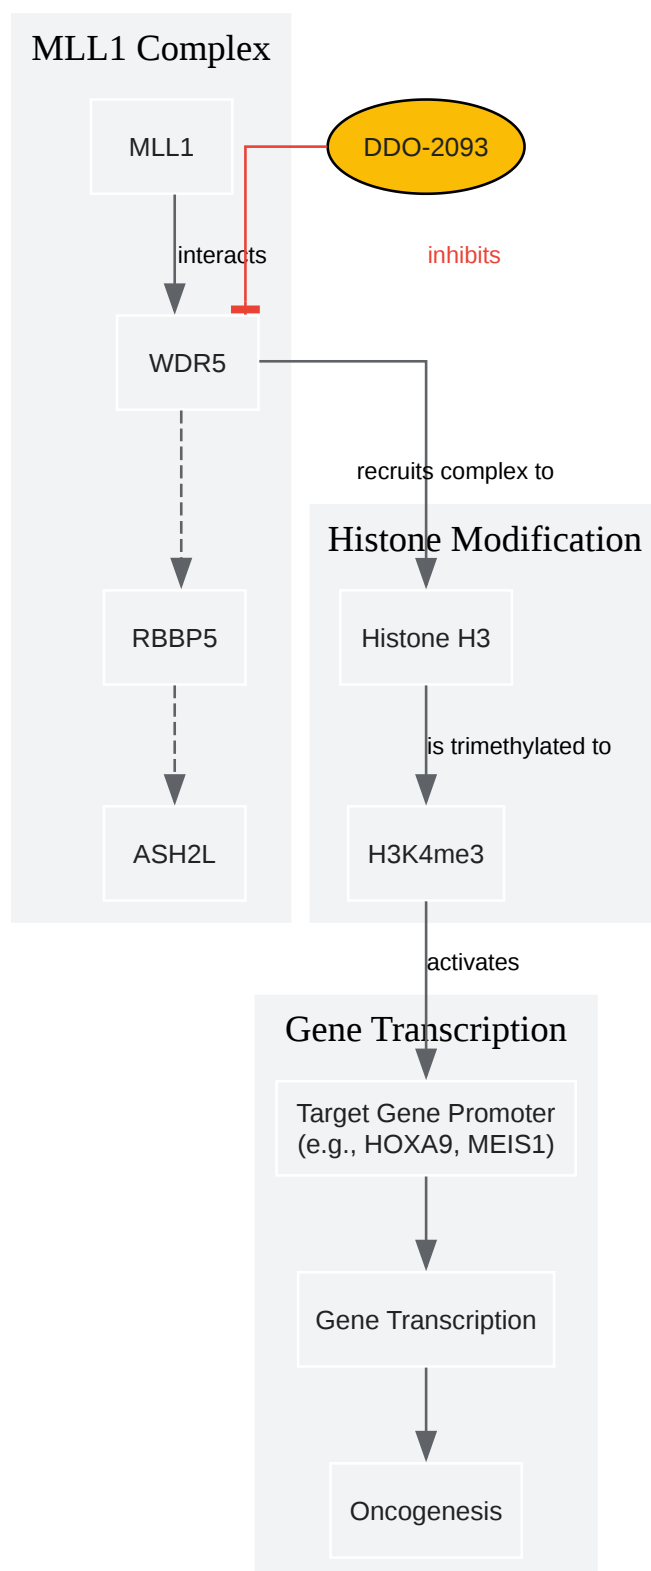 MLL1 Complex
MLL1
DDO-2093
interacts
inhibits
WDR5
recruits complex to
Histone Modification
RBBP5
Histone H3
is trimethylated to
ASH2L
H3K4me3
activates
Gene Transcription
Target Gene Promoter
(e.g., HOXA9, MEIS1)
Gene Transcription
Oncogenesis